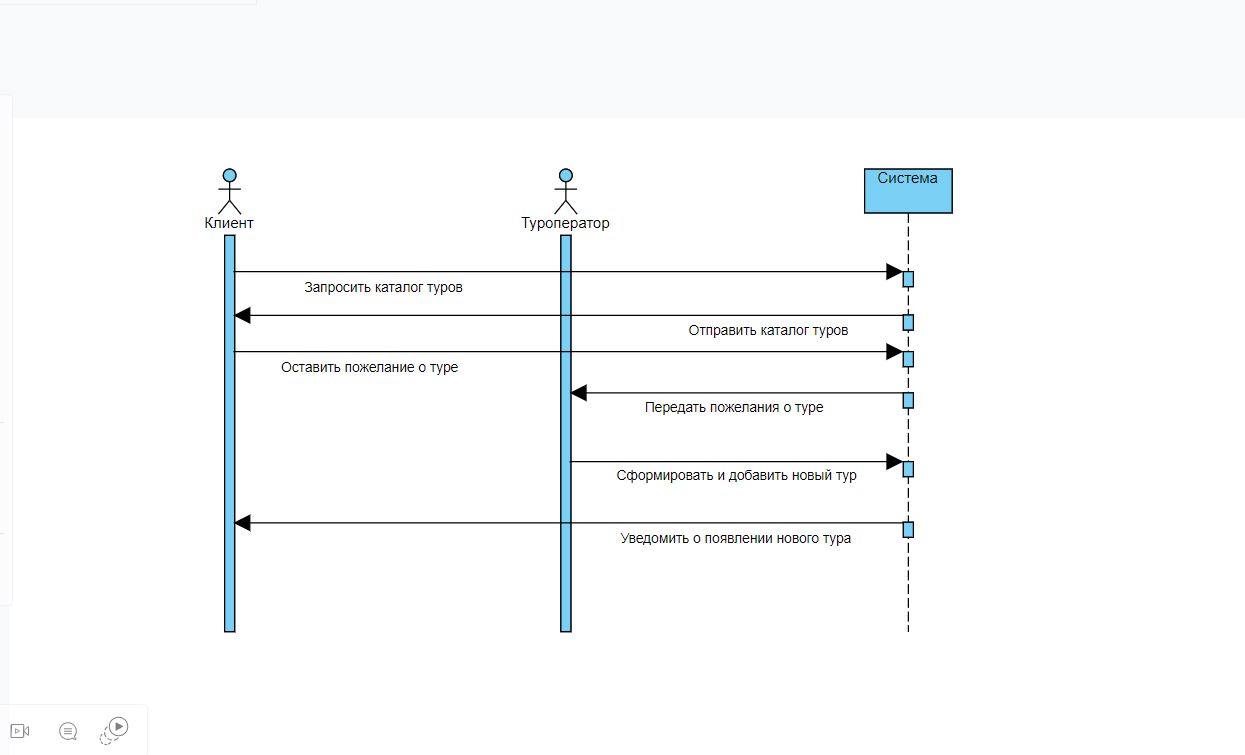 Клиент
Туроператор
Система
Запросить каталог туров
Отправить каталог туров
Оставить пожелание о туре
Передать пожелания о туре
Сформировать и добавить новый тур
Уведомить о появлении нового тура